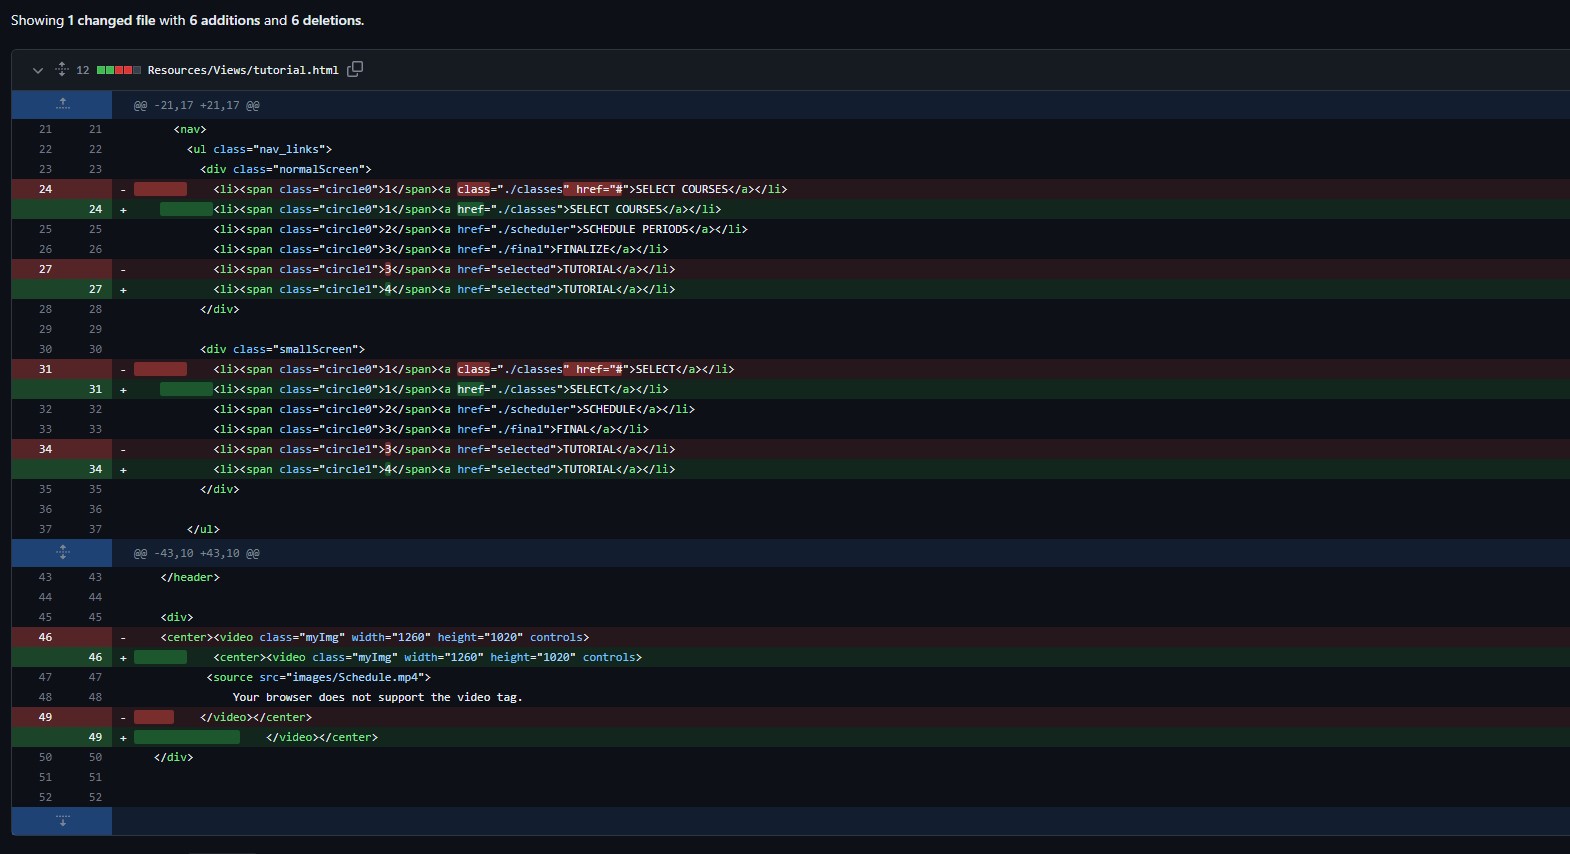 Showing 1 changed file with 6 additions and 6 deletions.
12 Resources/Views/tutorial.html
@@ -21,17 +21,17 @@
21 21 <nav>
22 22 <ul class="nav_links">
23 23 <div class="normalScreen">
24 - <li><span class="circle0">1</span><a class="./classes" href="#">SELECT COURSES</a></li>
24 + <li><span class="circle0">1</span><a href="./classes">SELECT COURSES</a></li>
25 25 <li><span class="circle0">2</span><a href="./scheduler">SCHEDULE PERIODS</a></li>
26 26 <li><span class="circle0">3</span><a href="./final">FINALIZE</a></li>
27 - <li><span class="circle1">3</span><a href="selected">TUTORIAL</a></li>
27 + <li><span class="circle1">4</span><a href="selected">TUTORIAL</a></li>
28 28 </div>
29 29
30 30 <div class="smallScreen">
31 - <li><span class="circle0">1</span><a class="./classes" href="#">SELECT</a></li>
31 + <li><span class="circle0">1</span><a href="./classes">SELECT</a></li>
32 32 <li><span class="circle0">2</span><a href="./scheduler">SCHEDULE</a></li>
33 33 <li><span class="circle0">3</span><a href="./final">FINAL</a></li>
34 - <li><span class="circle1">3</span><a href="selected">TUTORIAL</a></li>
34 + <li><span class="circle1">4</span><a href="selected">TUTORIAL</a></li>
35 35 </div>
36 36
37 37 </ul>
@@ -43,10 +43,10 @@
43 43 </header>
44 44
45 45 <div>
46 - <center><video class="myImg" width="1260" height="1020" controls>
46 + <center><video class="myImg" width="1260" height="1020" controls>
47 47 <source src="images/Schedule.mp4">
48 48 Your browser does not support the video tag.
49 - </video></center>
49 + </video></center>
50 50 </div>
51 51
52 52